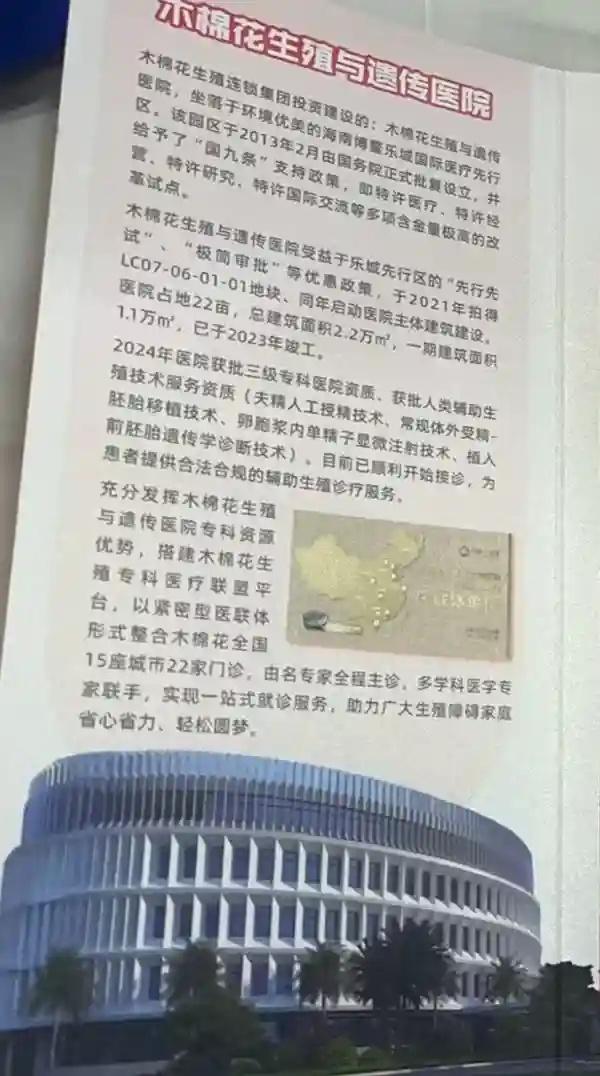 木棉花生殖与遗传医院
木棉花生殖连锁集团投资建设的：木棉花生殖与遗传
医院，坐落于环境优美的海南博鳌乐城国际医疗先行
区。该园区于2013年2月由国务院正式批复设立，并
给予了“国九条”支持政策，即特许医疗、特许经
营、特许研究、特许国际交流等多项含金量极高的改
革试点。
木棉花生殖与遗传医院受益于乐城先行区的“先行先
试”、“极简审批”等优惠政策，于2021年拍得
LC07-06-01-01地块、同年启动医院主体建筑建设。
医院占地22亩，总建筑面积2.2万㎡，一期建筑面积
1.1万㎡，已于2023年竣工。
2024年医院获批三级专科医院资质、获批人类辅助生
殖技术服务资质（夫精人工授精技术、常规体外受精-
胚胎移植技术、卵胞浆内单精子显微注射技术、植入
前胚胎遗传学诊断技术）。目前已顺利开始接诊，为
患者提供合法合规的辅助生殖诊疗服务。
充分发挥木棉花生殖
与遗传医院专科资源
优势，搭建木棉花生
殖专科医疗联盟平
台，以紧密型医联体
形式整合木棉花全国
15座城市22家门诊，由名专家全程主诊，多学科医学专
家联手，实现一站式就诊服务，助力广大生殖障碍家庭
省心省力、轻松圆梦。